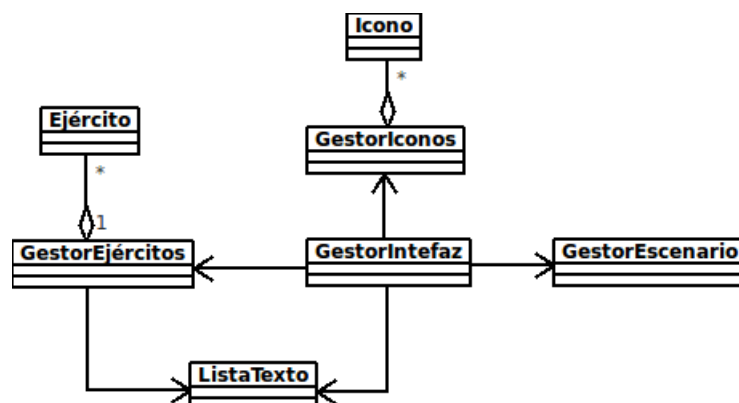 Icono
*
Ejército
GestorIconos
*
1
GestorEjércitos
GestorIntefaz
GestorEscenario
ListaTexto